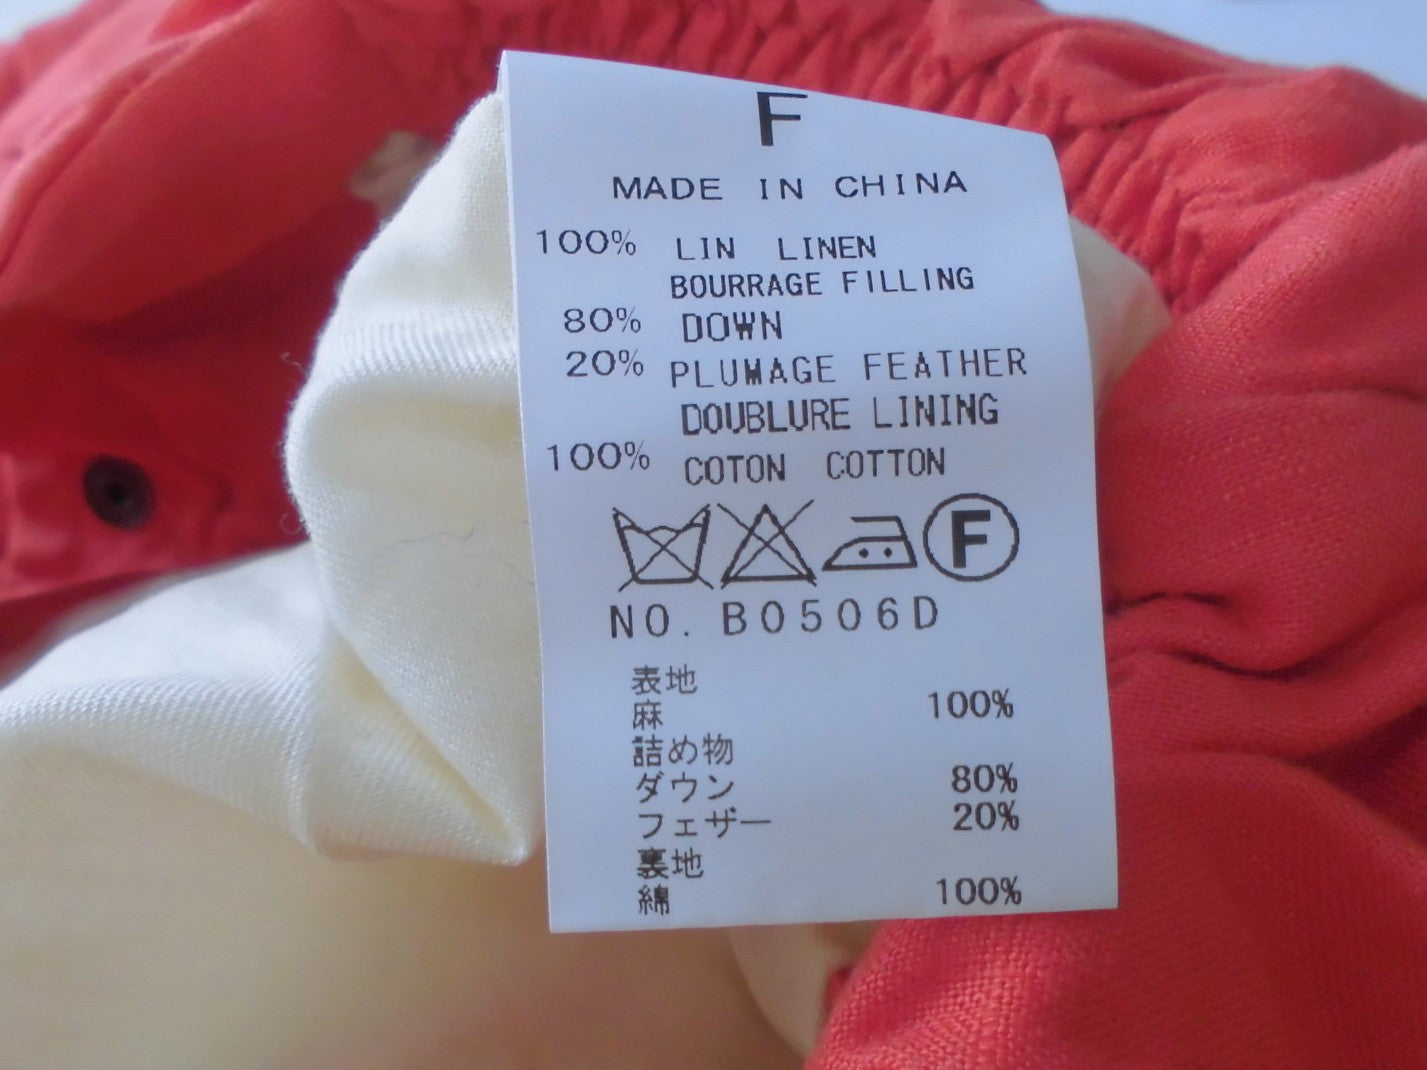 F
MADE IN CHINA
100% LIN LINEN
BOURRAGE FILLING
80% DOWN
20% PLUMAGE FEATHER
DOUBLURE LINING
100% COTON COTTON
F
NO. B0506D
表地
麻 100%
詰め物
ダウン 80%
フェザー 20%
裏地
綿 100%